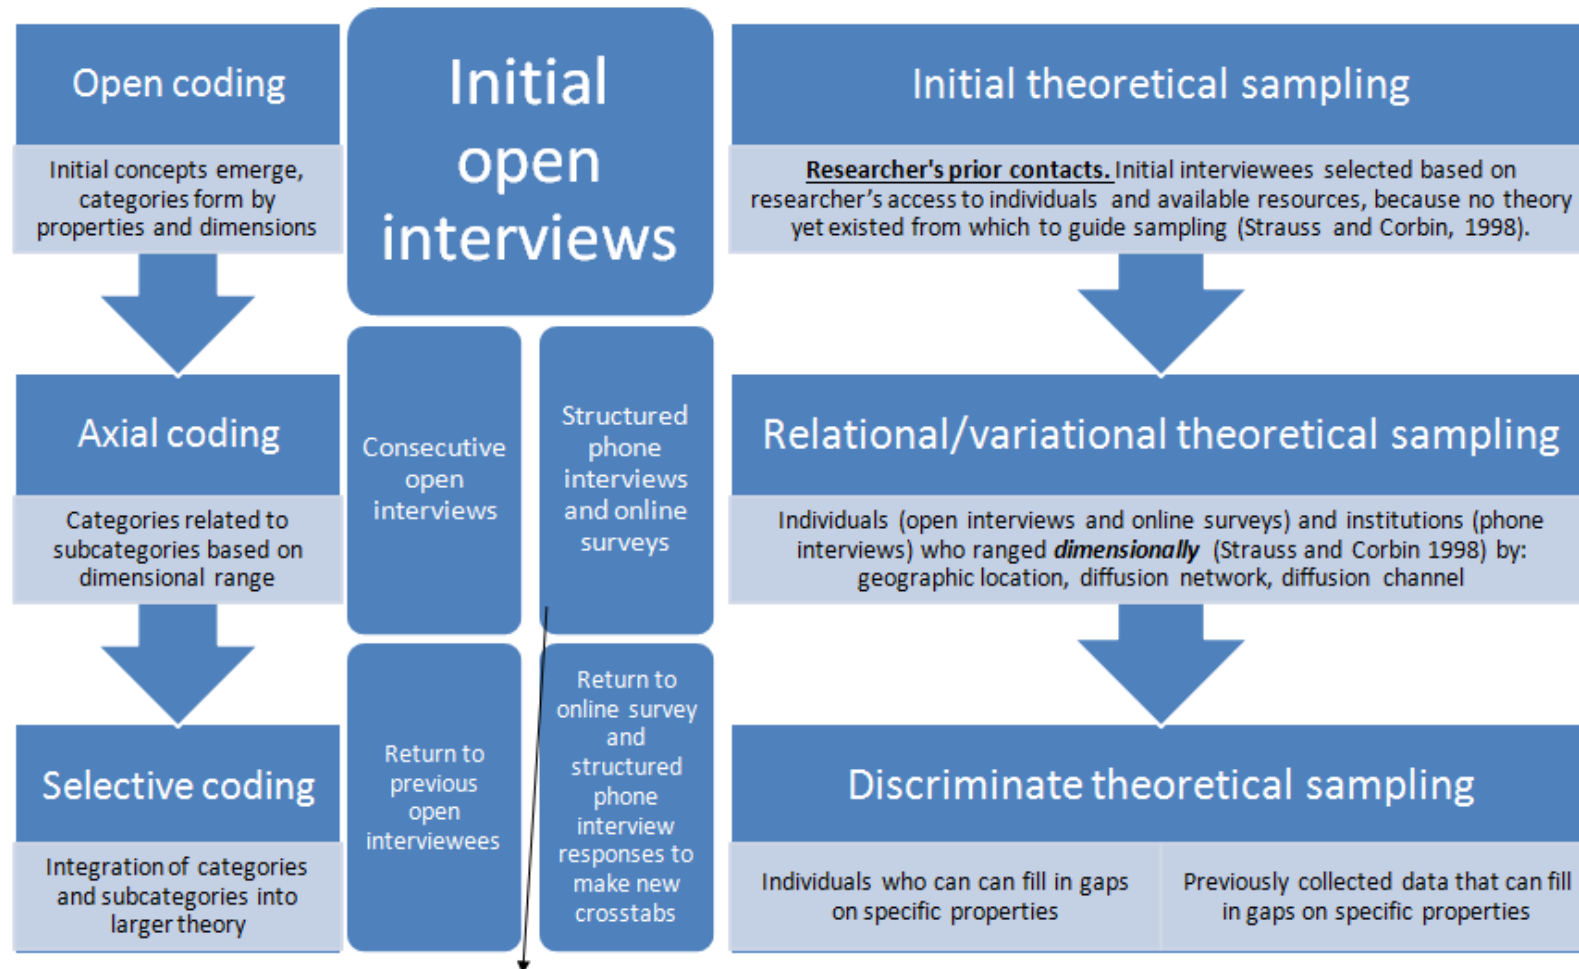 Open coding
Initial concepts emerge,
categories form by
properties and dimensions
Axial coding
Categories related to
subcategories based on
dimensional range
Selective coding
Integration of categories
and subcategories into
larger theory
Initial
open
interviews
Consecutive
open
interviews
Structured
phone
interviews
and online
surveys
Return to
previous
open
interviewees
Return to
online survey
and
structured
phone
interview
responses to
make new
crosstabs
Initial theoretical sampling
Researcher's prior contacts. Initial interviewees selected based on
researcher’s access to individuals and available resources, because no theory
yet existed from which to guide sampling (Strauss and Corbin, 1998).
Relational/variational theoretical sampling
Individuals (open interviews and online surveys) and institutions (phone
interviews) who ranged dimensionally (Strauss and Corbin 1998) by:
geographic location, diffusion network, diffusion channel
Discriminate theoretical sampling
Individuals who can can fill in gaps
on specific properties
Previously collected data that can fill
in gaps on specific properties